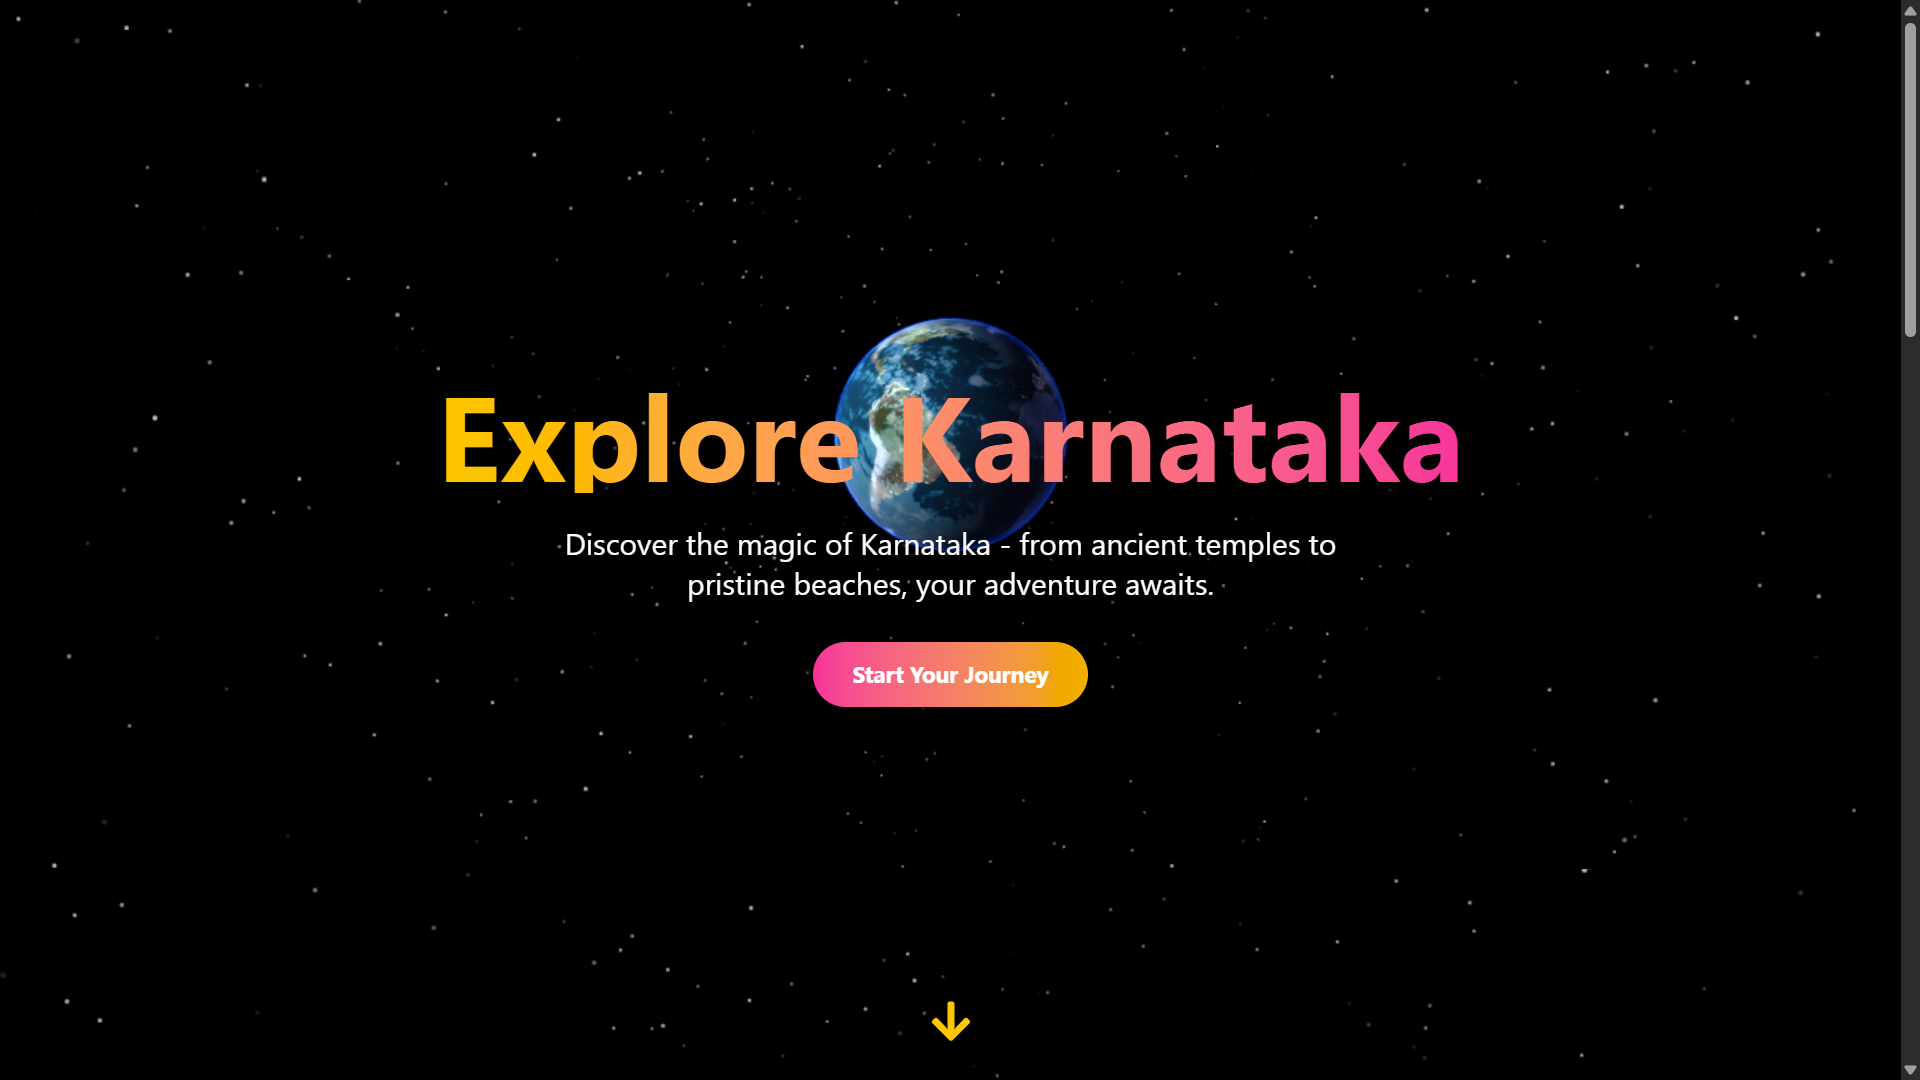 Explore Karnataka
Discover the magic of Karnataka - from ancient temples to
pristine beaches, your adventure awaits.
Start Your Journey